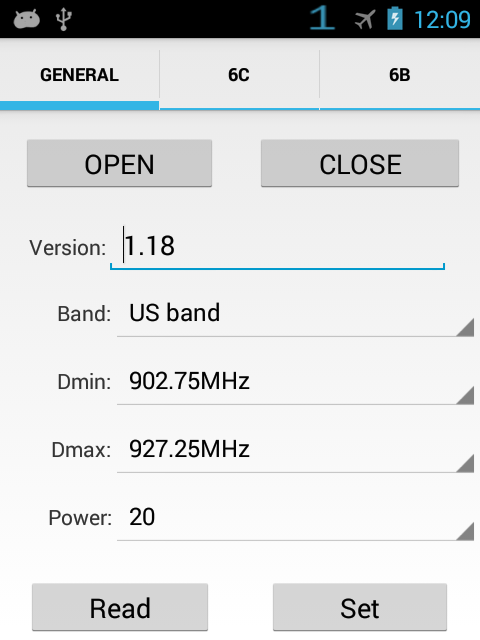 1 12:09
GENERAL 6C 6B
OPEN CLOSE
Version: 1.18
Band: US band
Dmin: 902.75MHz
Dmax: 927.25MHz
Power: 20
Read Set